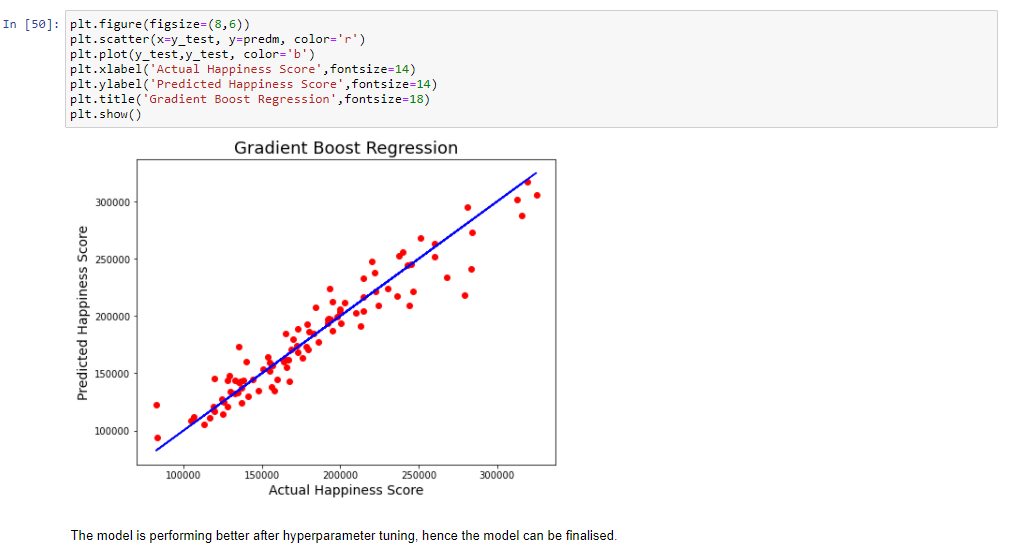 In [50]: plt.figure(figsize=(8,6))
plt.scatter(x=y_test, y=predm, color='r')
plt.plot(y_test,y_test, color='b')
plt.xlabel('Actual Happiness Score',fontsize=14)
plt.ylabel('Predicted Happiness Score',fontsize=14)
plt.title('Gradient Boost Regression',fontsize=18)
plt.show()
Gradient Boost Regression
Predicted Happiness Score
300000
250000
200000
150000
100000
100000 150000 200000 250000 300000
Actual Happiness Score
The model is performing better after hyperparameter tuning, hence the model can be finalised.